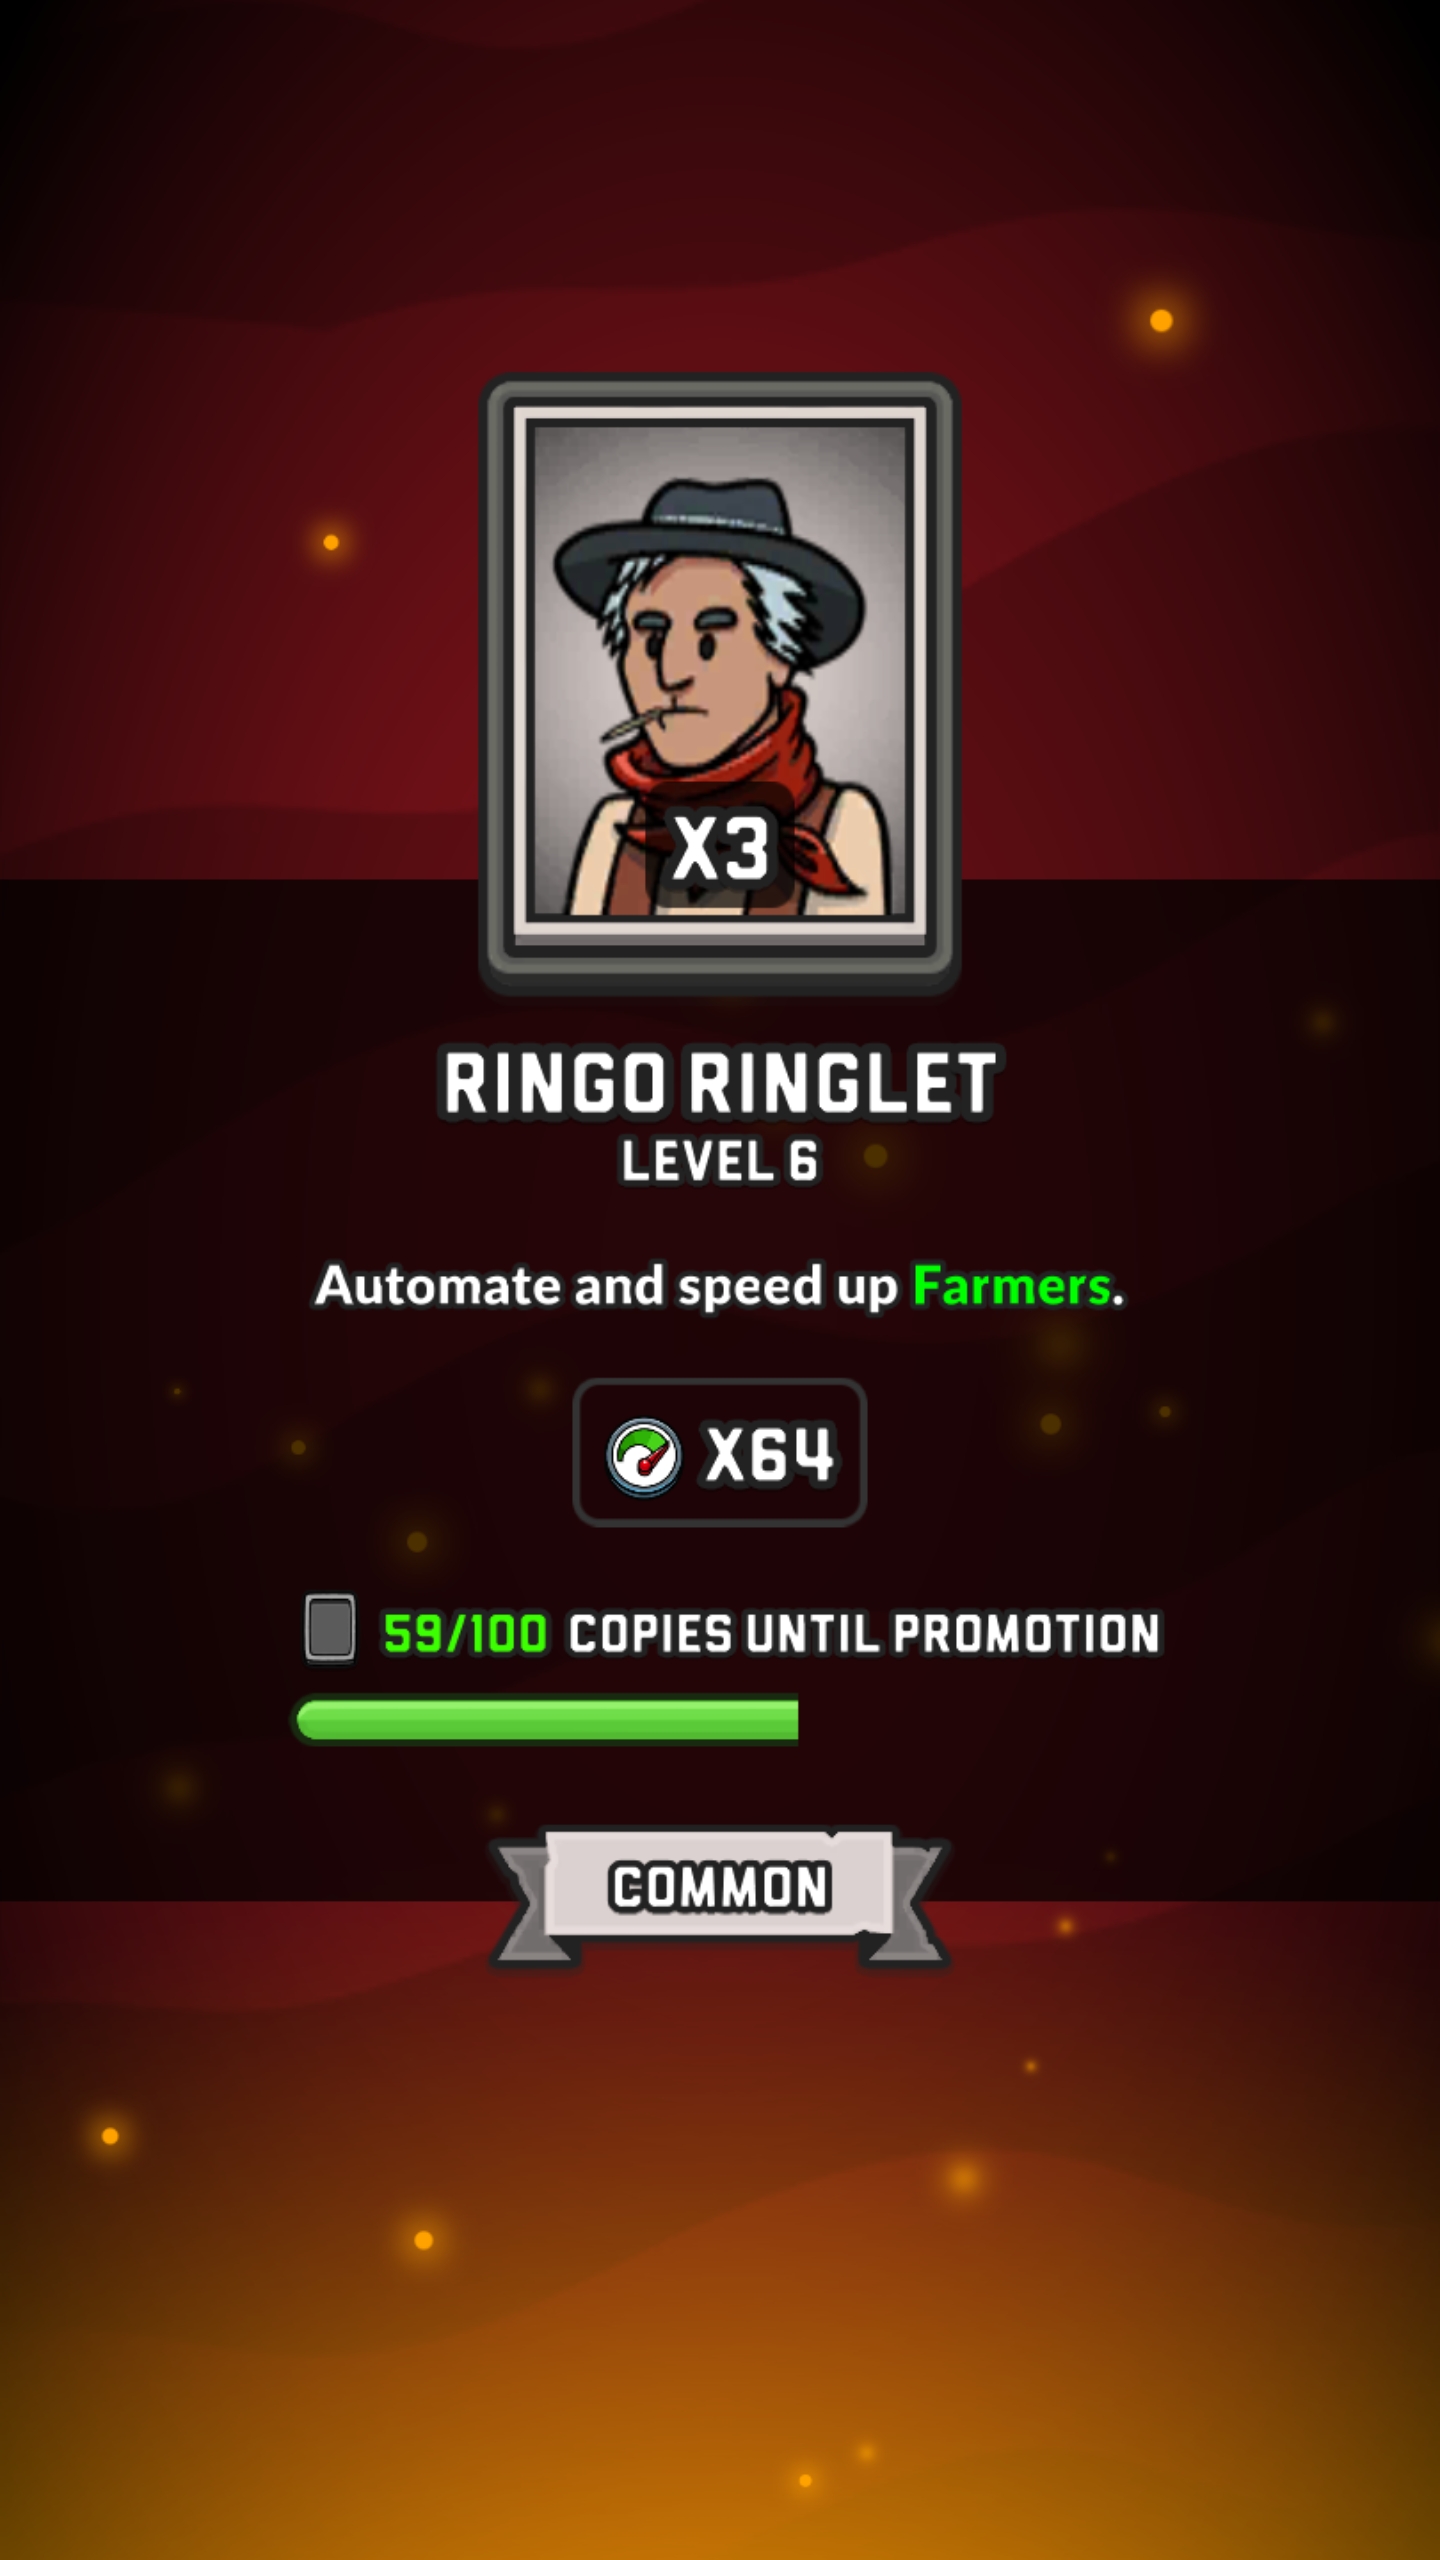 X3
RINGO RINGLET
LEVEL 6
Automate and speed up Farmers.
X64
59/100 COPIES UNTIL PROMOTION
COMMON